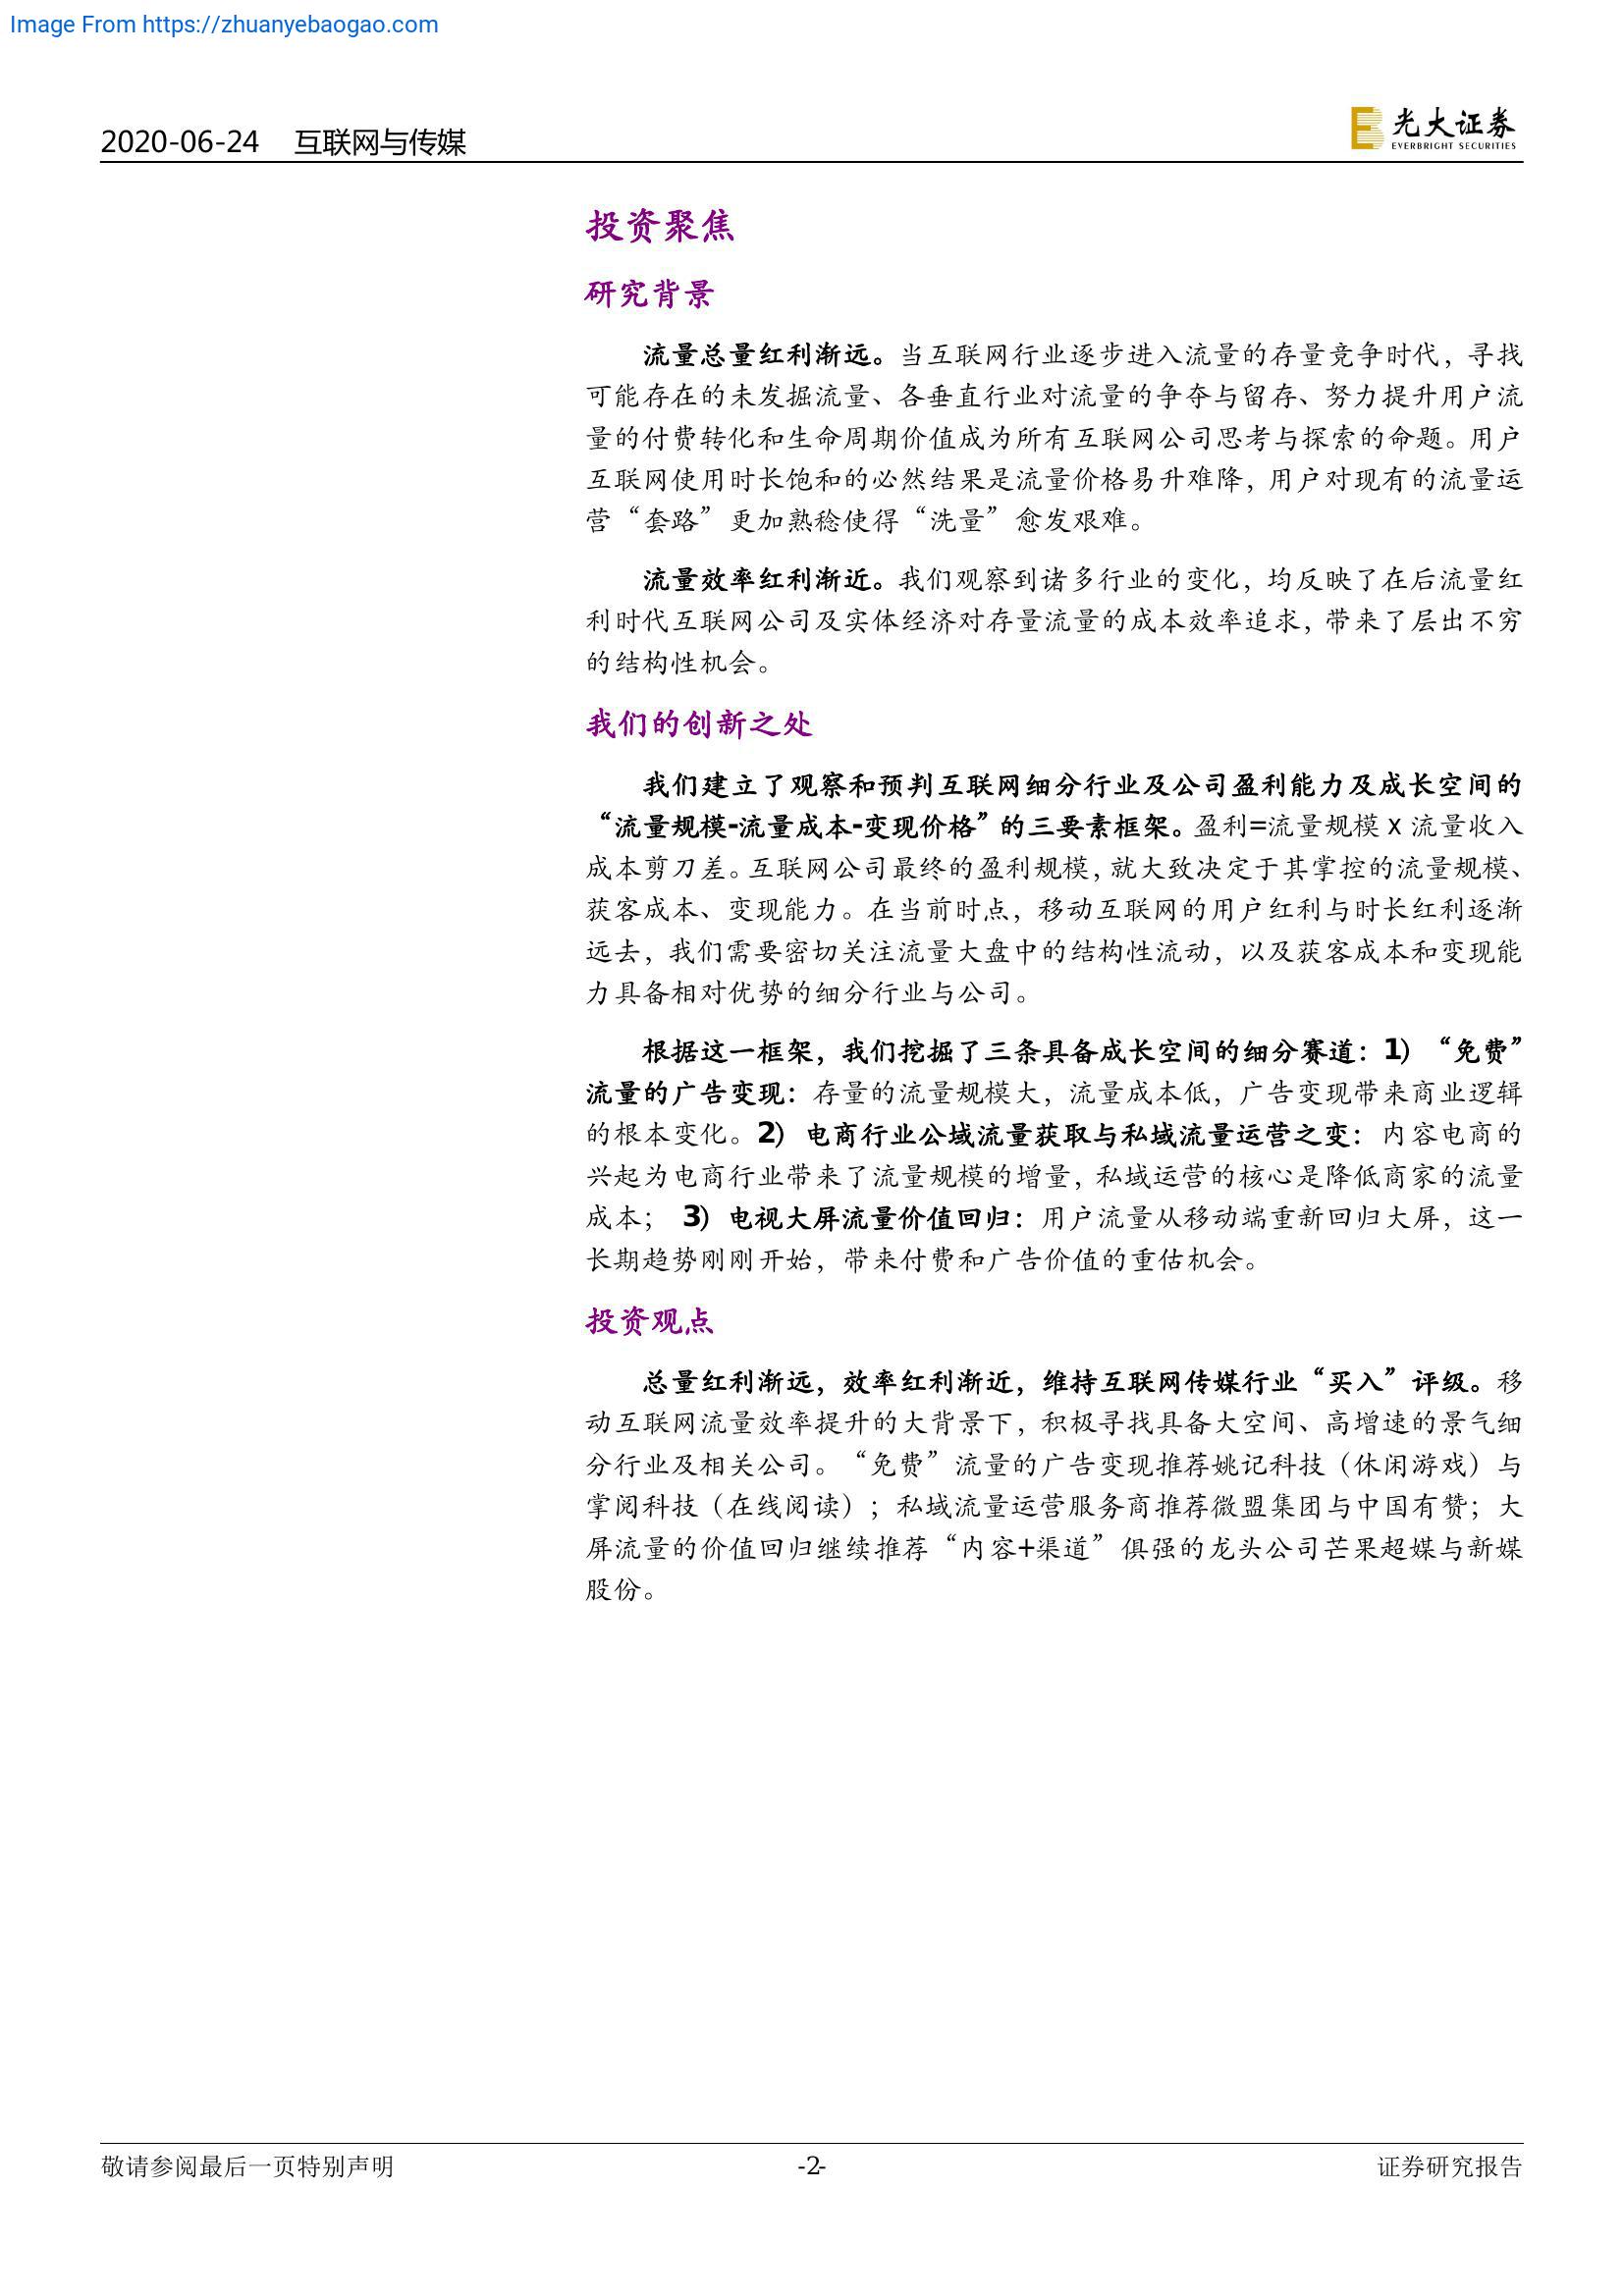 Image From https://zhuanyebaogao.com
2020-06-24 互联网与传媒
光大证券
EVERBRIGHT SECURITIES
投资聚焦
研究背景
流量总量红利渐远。当互联网行业逐步进入流量的存量竞争时代，寻找
可能存在的未发掘流量、各垂直行业对流量的争夺与留存、努力提升用户流
量的付费转化和生命周期价值成为所有互联网公司思考与探索的命题。用户
互联网使用时长饱和的必然结果是流量价格易升难降，用户对现有的流量运
营“套路”更加熟稔使得“洗量”愈发艰难。
流量效率红利渐近。我们观察到诸多行业的变化，均反映了在后流量红
利时代互联网公司及实体经济对存量流量的成本效率追求，带来了层出不穷
的结构性机会。
我们的创新之处
我们建立了观察和预判互联网细分行业及公司盈利能力及成长空间的
“流量规模-流量成本-变现价格”的三要素框架。盈利=流量规模 x 流量收入
成本剪刀差。互联网公司最终的盈利规模，就大致决定于其掌控的流量规模、
获客成本、变现能力。在当前时点，移动互联网的用户红利与时长红利逐渐
远去，我们需要密切关注流量大盘中的结构性流动，以及获客成本和变现能
力具备相对优势的细分行业与公司。
根据这一框架，我们挖掘了三条具备成长空间的细分赛道：1）“免费”
流量的广告变现：存量的流量规模大，流量成本低，广告变现带来商业逻辑
的根本变化。2）电商行业公域流量获取与私域流量运营之变：内容电商的
兴起为电商行业带来了流量规模的增量，私域运营的核心是降低商家的流量
成本； 3）电视大屏流量价值回归：用户流量从移动端重新回归大屏，这一
长期趋势刚刚开始，带来付费和广告价值的重估机会。
投资观点
总量红利渐远，效率红利渐近，维持互联网传媒行业“买入”评级。移
动互联网流量效率提升的大背景下，积极寻找具备大空间、高增速的景气细
分行业及相关公司。“免费”流量的广告变现推荐姚记科技（休闲游戏）与
掌阅科技（在线阅读）；私域流量运营服务商推荐微盟集团与中国有赞；大
屏流量的价值回归继续推荐“内容+渠道”俱强的龙头公司芒果超媒与新媒
股份。
敬请参阅最后一页特别声明 -2- 证券研究报告